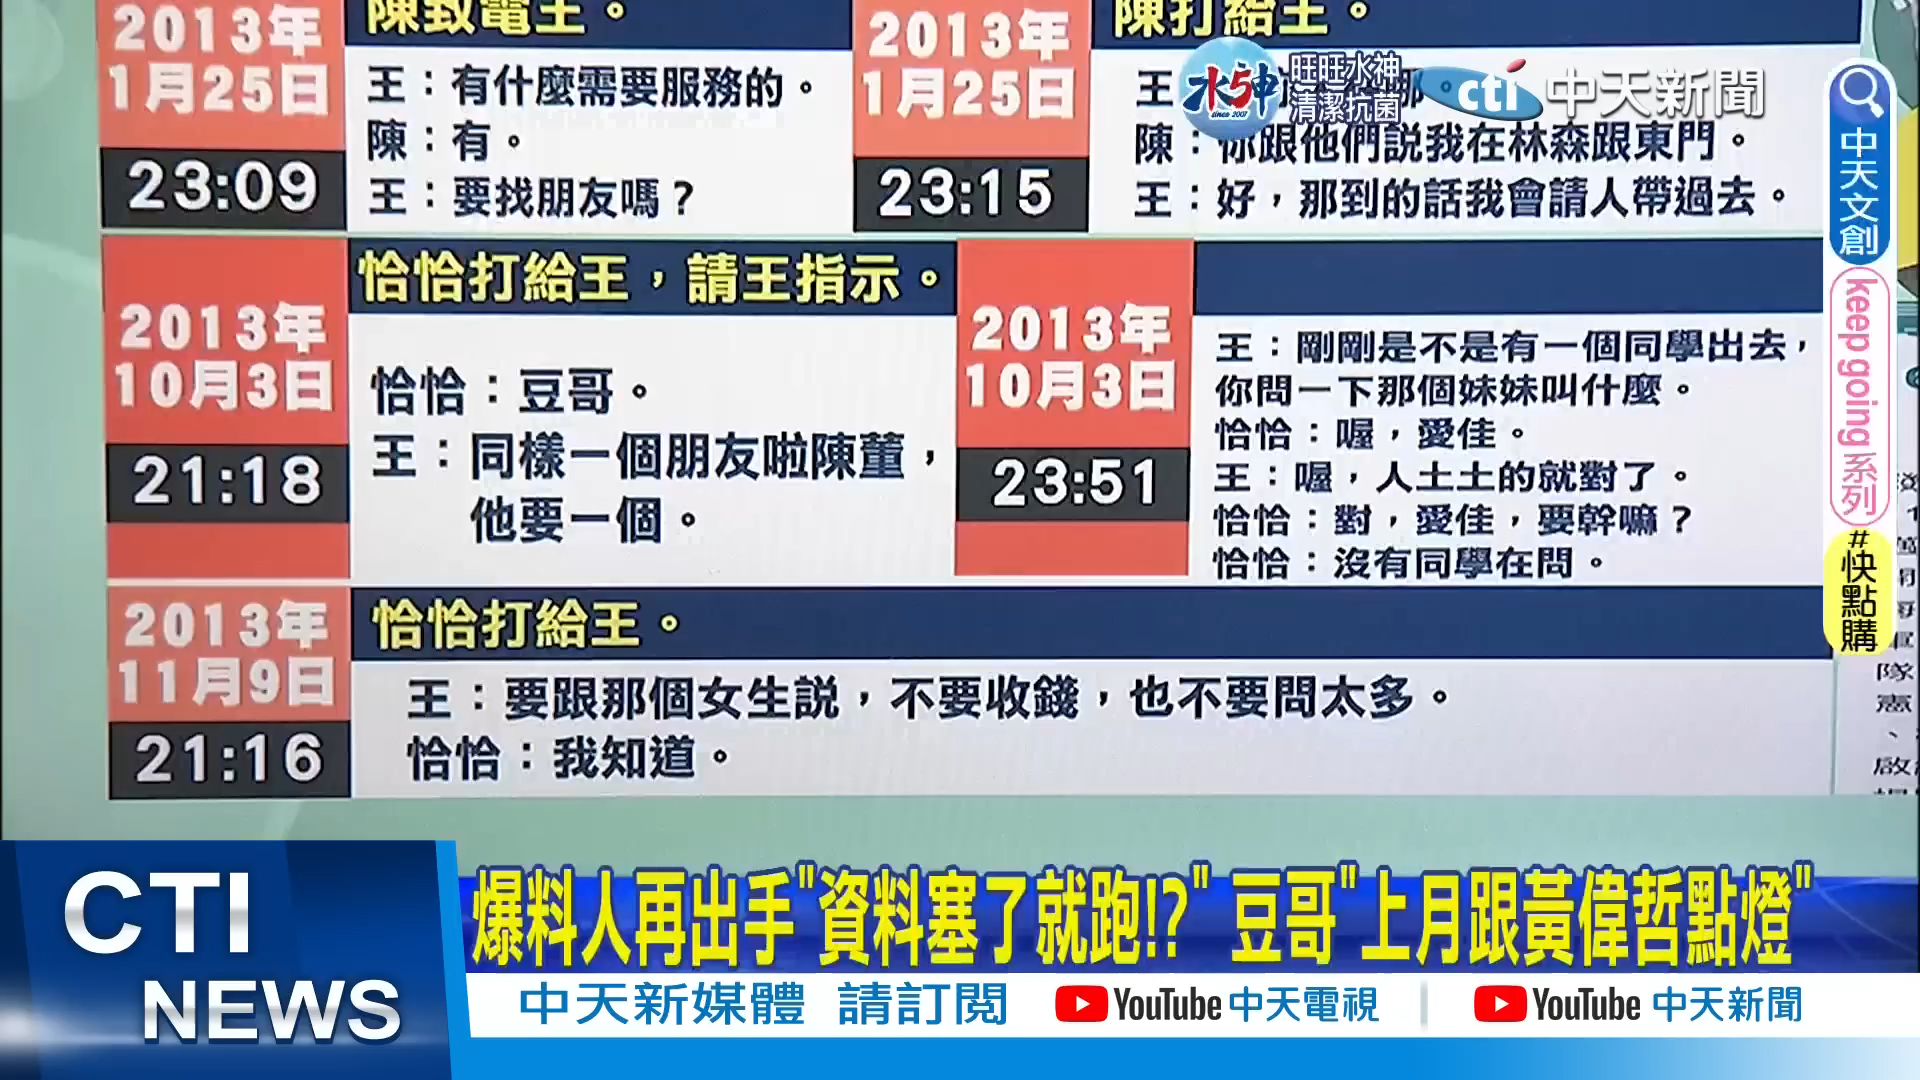 陳致電王。
2013年
1月25日
23:09
王：有什麼需要服務的。
陳：有。
王：要找朋友嗎？
陳打給王。
2013年
1月25日
23:15
王
陳：你跟他們説我在林森跟東門。
王：好，那到的話我會請人帶過去。
水神
since 2007
旺旺水神
清潔抗菌
cti 中天新聞
中天文創
keep going系列
#快點購
2013年
10月3日
21:18
恰恰打給王，請王指示。
恰恰：豆哥。
王：同樣一個朋友啦陳董，
他要一個。
2013年
10月3日
23:51
王：剛剛是不是有一個同學出去，
你問一下那個妹妹叫什麼。
恰恰：喔，愛佳。
王：喔，人土土的就對了。
恰恰：對，愛佳，要幹嘛？
恰恰：沒有同學在問。
2013年
11月9日
21:16
恰恰打給王。
王：要跟那個女生説，不要收錢，也不要問太多。
恰恰：我知道。
隊
憲
、
啟
CTI
NEWS
爆料人再出手"資料塞了就跑!?" 豆哥"上月跟黃偉哲點燈"
中天新媒體 請訂閱 YouTube 中天電視 | YouTube 中天新聞